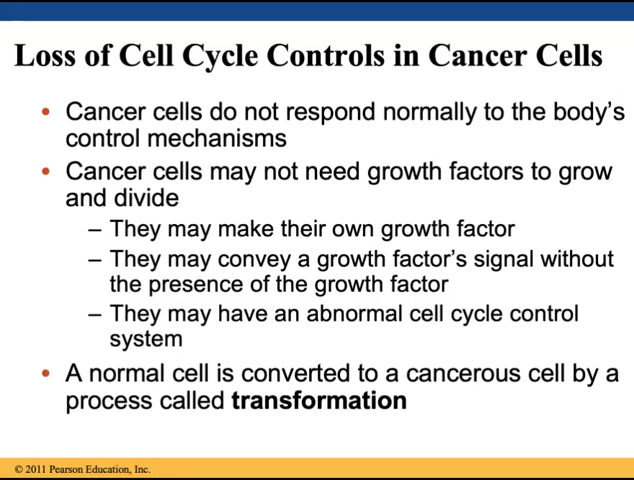 Loss of Cell Cycle Controls in Cancer Cells
• Cancer cells do not respond normally to the body's
control mechanisms
• Cancer cells may not need growth factors to grow
and divide
– They may make their own growth factor
– They may convey a growth factor's signal without
the presence of the growth factor
– They may have an abnormal cell cycle control
system
• A normal cell is converted to a cancerous cell by a
process called transformation
© 2011 Pearson Education, Inc.